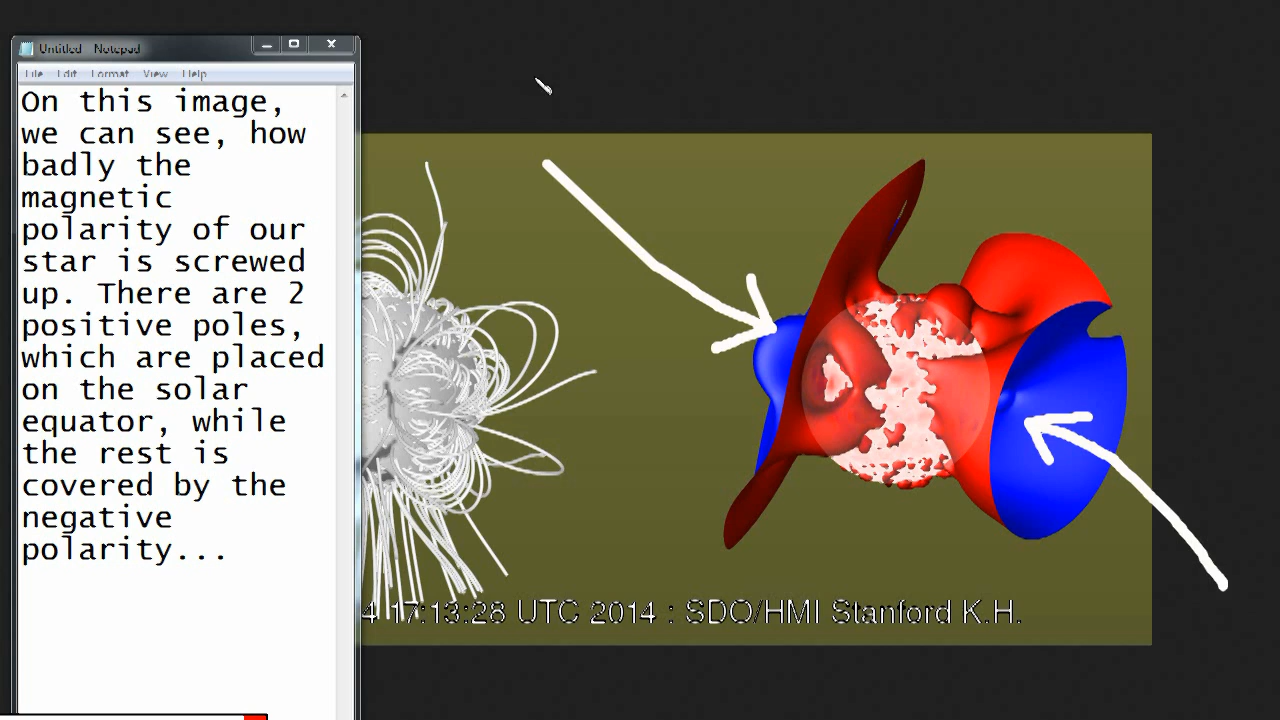 Untitled - Notepad
File Edit Format View Help
On this image,
we can see, how
badly the
magnetic
polarity of our
star is screwed
up. There are 2
positive poles,
which are placed
on the solar
equator, while
the rest is
covered by the
negative
polarity...
4 17:13:28 UTC 2014 : SDO/HMI Stanford K.H.